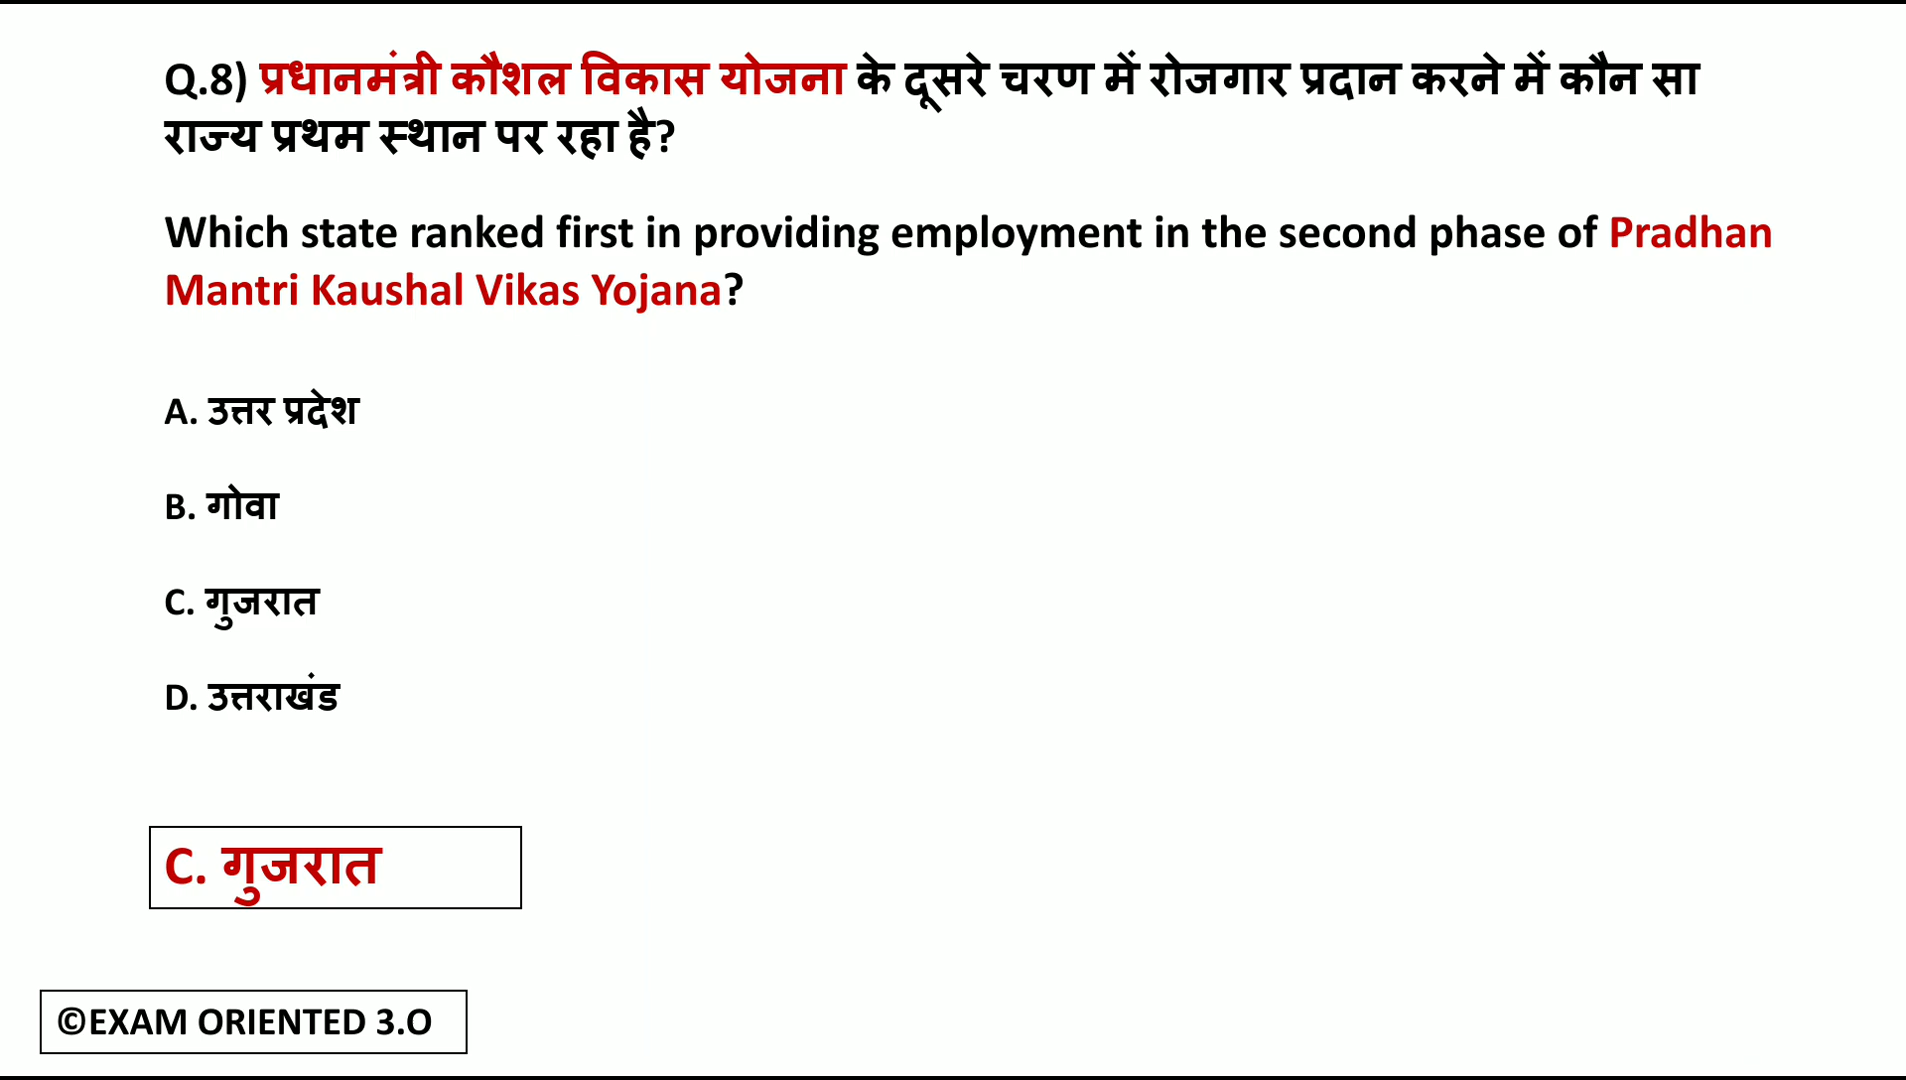 Q.8) प्रधानमंत्री कौशल विकास योजना के दूसरे चरण में रोजगार प्रदान करने में कौन सा
राज्य प्रथम स्थान पर रहा है?
Which state ranked first in providing employment in the second phase of Pradhan
Mantri Kaushal Vikas Yojana?
A. उत्तर प्रदेश
B. गोवा
C. गुजरात
D. उत्तराखंड
C. गुजरात
©EXAM ORIENTED 3.O